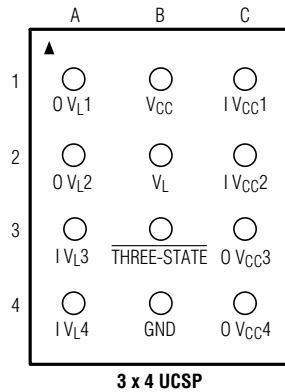 A B C
1
O VL1 VCC I VCC1
2
O VL2 VL I VCC2
3
I VL3 THREE-STATE O VCC3
4
I VL4 GND O VCC4
3 x 4 UCSP